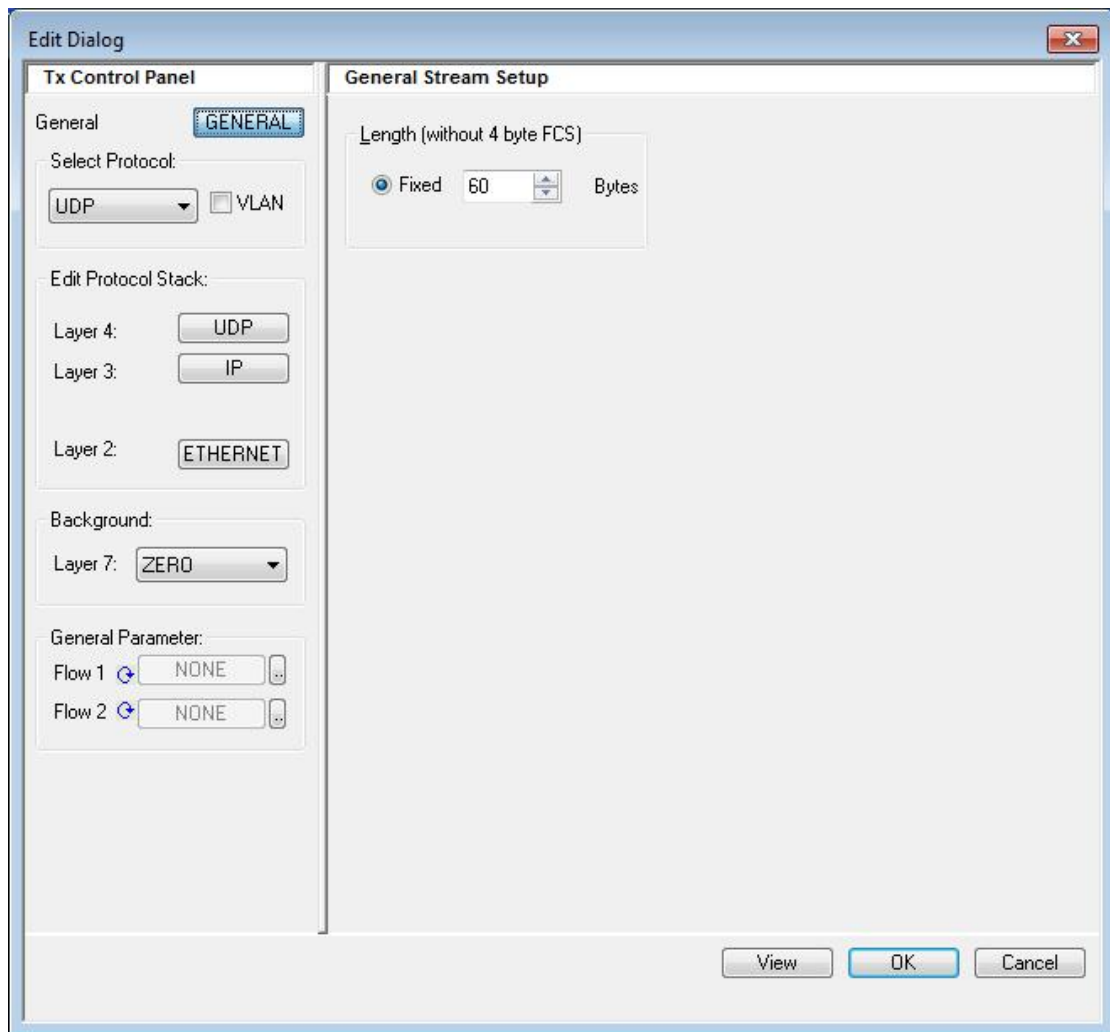 Edit Dialog
Tx Control Panel
General Stream Setup
General GENERAL
Select Protocol:
UDP VLAN
Edit Protocol Stack:
Layer 4: UDP
Layer 3: IP
Layer 2: ETHERNET
Background:
Layer 7: ZERO
General Parameter:
Flow 1 NONE ..
Flow 2 NONE ..
Length (without 4 byte FCS)
Fixed 60 Bytes
View OK Cancel